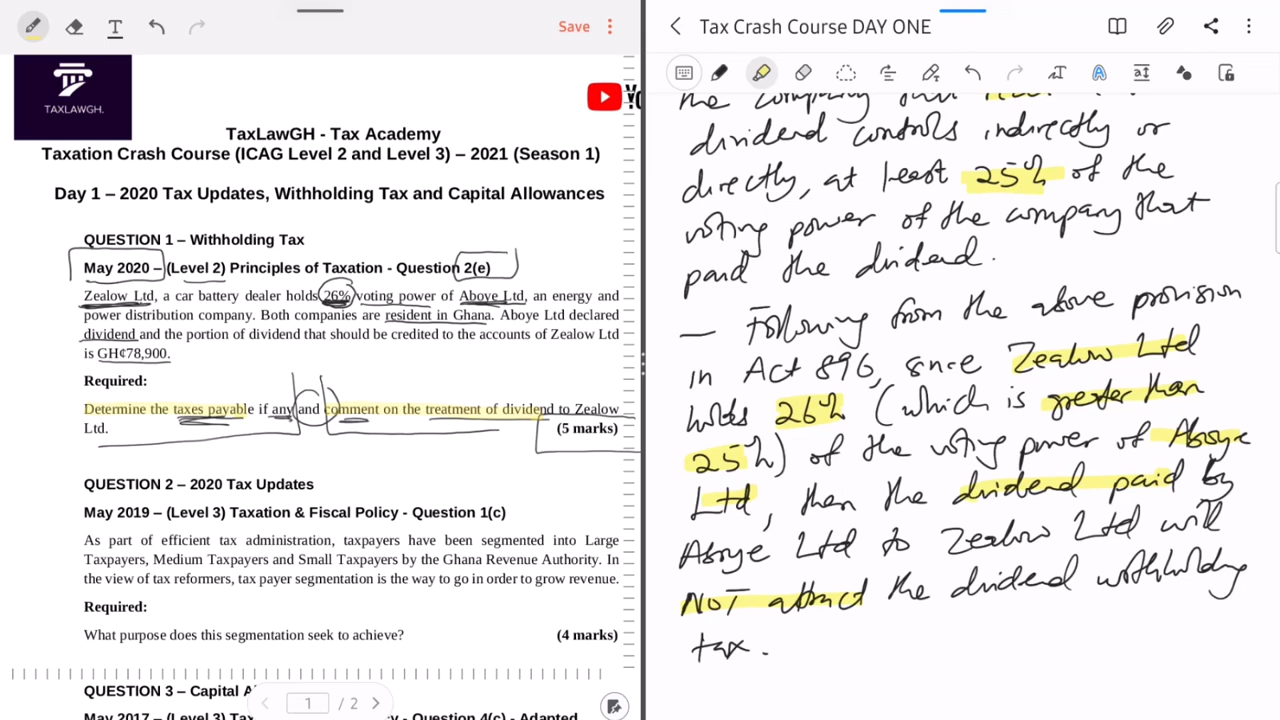 Save
TAXLAWGH.
TaxLawGH - Tax Academy
Taxation Crash Course (ICAG Level 2 and Level 3) – 2021 (Season 1)
Day 1 – 2020 Tax Updates, Withholding Tax and Capital Allowances
QUESTION 1 – Withholding Tax
May 2020 – (Level 2) Principles of Taxation - Question 2(e)
Zealow Ltd, a car battery dealer holds 26% voting power of Aboye Ltd, an energy and
power distribution company. Both companies are resident in Ghana. Aboye Ltd declared
dividend and the portion of dividend that should be credited to the accounts of Zealow Ltd
is GH¢78,900.
Required:
Determine the taxes payable if any and comment on the treatment of dividend to Zealow
Ltd.
(5 marks)
QUESTION 2 – 2020 Tax Updates
May 2019 – (Level 3) Taxation & Fiscal Policy - Question 1(c)
As part of efficient tax administration, taxpayers have been segmented into Large
Taxpayers, Medium Taxpayers and Small Taxpayers by the Ghana Revenue Authority. In
the view of tax reformers, tax payer segmentation is the way to go in order to grow revenue.
Required:
What purpose does this segmentation seek to achieve?
(4 marks)
QUESTION 3 – Capital A
1 / 2
May 2017 – (Level 3) Tax y - Question 4(c) - Adapted
Tax Crash Course DAY ONE
the company that
dividend controls indirectly or
directly, at least 25% of the
voting power of the company that
paid the dividend.
— Following from the above provision
in Act 896, since Zealow Ltd
holds 26% (which is greater than
25%) of the voting power of Aboye
Ltd, then the dividend paid by
Aboye Ltd to Zealow Ltd will
NOT attract the dividend withholding
tax.